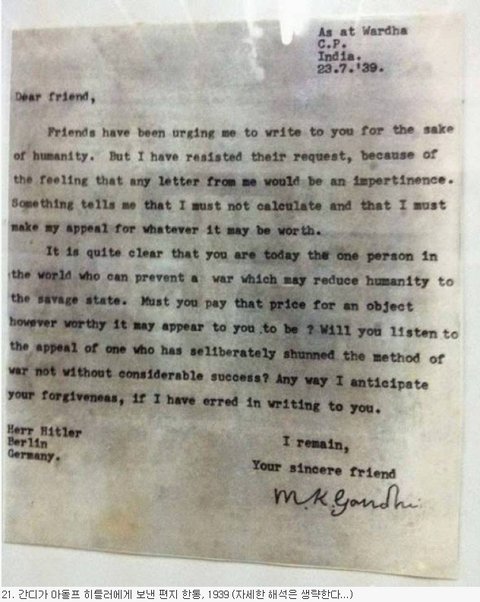 As at Wardha
C.P.
India.
23.7.'39.
Dear friend,
Friends have been urging me to write to you for the sake
of humanity. But I have resisted their request, because of
the feeling that any letter from me would be an impertinence.
Something tells me that I must not calculate and that I must
make my appeal for whatever it may be worth.
It is quite clear that you are today the one person in
the world who can prevent a war which may reduce humanity to
the savage state. Must you pay that price for an object
however worthy it may appear to you to be ? Will you listen to
the appeal of one who has seliberately shunned the method of
war not without considerable success? Any way I anticipate
your forgiveness, if I have erred in writing to you.
Herr Hitler
Berlin
Germany.
I remain,
Your sincere friend
M.K.Gandhi
21. 간디가 아돌프 히틀러에게 보낸 편지 한통, 1939 (자세한 해석은 생략한다...)